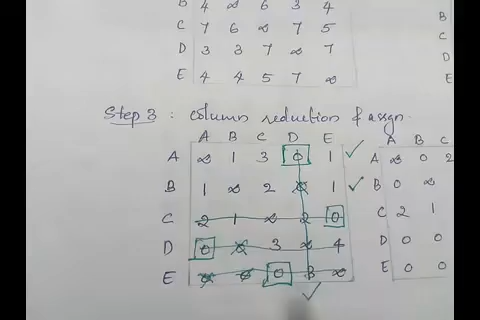 B 4 ∞ 6 3 4
C 7 6 ∞ 7 5
D 3 3 7 ∞ 7
E 4 4 5 7 ∞
B
C
D
E
Step 3 : column reduction & assign.
A B C D E
A ∞ 1 3 0 1 ✓
B 1 ∞ 2 0 1 ✓
C 2 1 ∞ 2 0
D 0 0 3 ∞ 4
E 0 0 0 3 ∞
✓
A B C
A ∞ 0 2
B 0 ∞
C 2 1
D 0 0
E 0 0